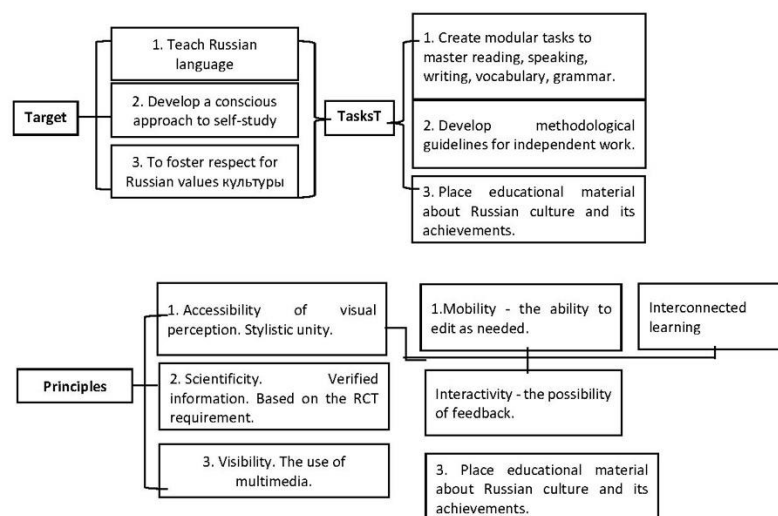 1. Teach Russian
language
Target
2. Develop a conscious
approach to self-study
3. To foster respect for
Russian values культуры
TasksT
1. Create modular tasks to
master reading, speaking,
writing, vocabulary, grammar.
2. Develop methodological
guidelines for independent work.
3. Place educational material
about Russian culture and its
achievements.
Principles
1. Accessibility of visual
perception. Stylistic unity.
2. Scientificity. Verified
information. Based on the RCT
requirement.
3. Visibility. The use of
multimedia.
1.Mobility - the ability to
edit as needed.
Interconnected
learning
Interactivity - the possibility
of feedback.
3. Place educational material
about Russian culture and its
achievements.